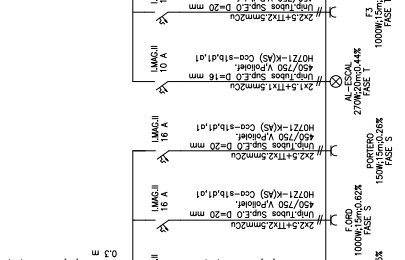 F3
1000W;15m;
FASE T
2x2.5+TTx2.5mm2Cu
Unip.Tubos Sup.E.O D=20 mm
I.MAG.II
10 A
H07Z1-K(AS) Cca-s1b,d1,a1
450/750 V,Poliolef.
Unip.Tubos Sup.E.O D=16 mm
2x1.5+TTx1.5mm2Cu
AL-ESCAL
270W;20m;0.44%
FASE T
I.MAG.II
16 A
H07Z1-K(AS) Cca-s1b,d1,a1
450/750 V,Poliolef.
Unip.Tubos Sup.E.O D=20 mm
2x2.5+TTx2.5mm2Cu
PORTERO
150W;15m;0.26%
FASE S
I.MAG.II
16 A
H07Z1-K(AS) Cca-s1b,d1,a1
450/750 V,Poliolef.
Unip.Tubos Sup.E.O D=20 mm
2x2.5+TTx2.5mm2Cu
F.ORD
1000W;15m;0.62%
FASE S
0.3 m